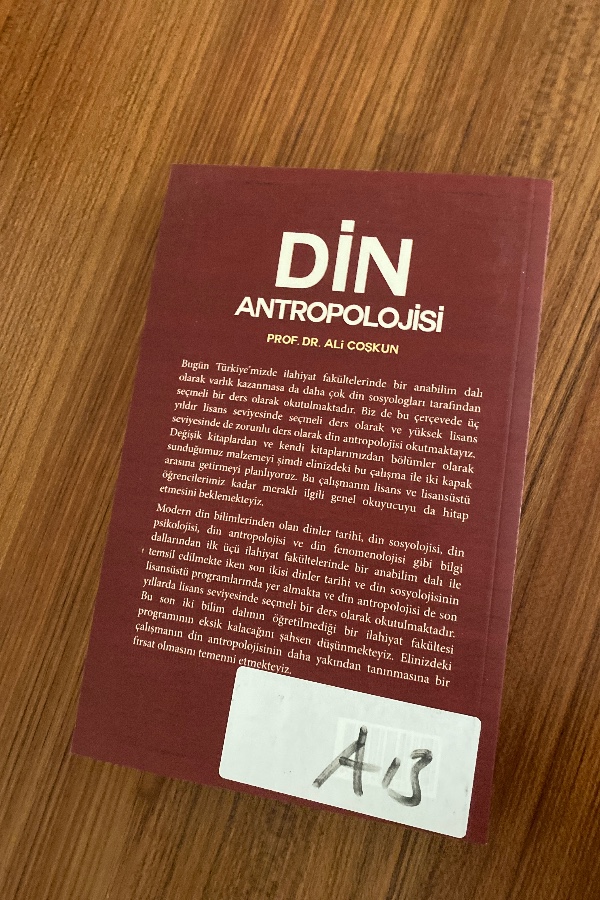 DİN
ANTROPOLOJİSİ
PROF. DR. ALİ COŞKUN
Bugün Türkiye'mizde ilahiyat fakültelerinde bir anabilim dalı
olarak varlık kazanmasa da daha çok din sosyologları tarafından
seçmeli bir ders olarak okutulmaktadır. Biz de bu çerçevede üç
yıldır lisans seviyesinde seçmeli ders olarak ve yüksek lisans
seviyesinde de zorunlu ders olarak din antropolojisi okutmaktayız.
Değişik kitaplardan ve kendi kitaplarımızdan bölümler olarak
sunduğumuz malzemeyi şimdi elinizdeki bu çalışma ile iki kapak
arasına getirmeyi planlıyoruz. Bu çalışmanın lisans ve lisansüstü
öğrencilerimiz kadar meraklı ilgili genel okuyucuyu da hitap
etmesini beklemekteyiz.
Modern din bilimlerinden olan dinler tarihi, din sosyolojisi, din
psikolojisi, din antropolojisi ve din fenomenolojisi gibi bilgi
dallarından ilk üçü ilahiyat fakültelerinde bir anabilim dalı ile
temsil edilmekte iken son ikisi dinler tarihi ve din sosyolojisinin
lisansüstü programlarında yer almakta ve din antropolojisi de son
yıllarda lisans seviyesinde seçmeli bir ders olarak okutulmaktadır.
Bu son iki bilim dalının öğretilmediği bir ilahiyat fakültesi
programının eksik kalacağını şahsen düşünmekteyiz. Elinizdeki
çalışmanın din antropolojisinin daha yakından tanınmasına bir
fırsat olmasını temenni etmekteyiz.
A13